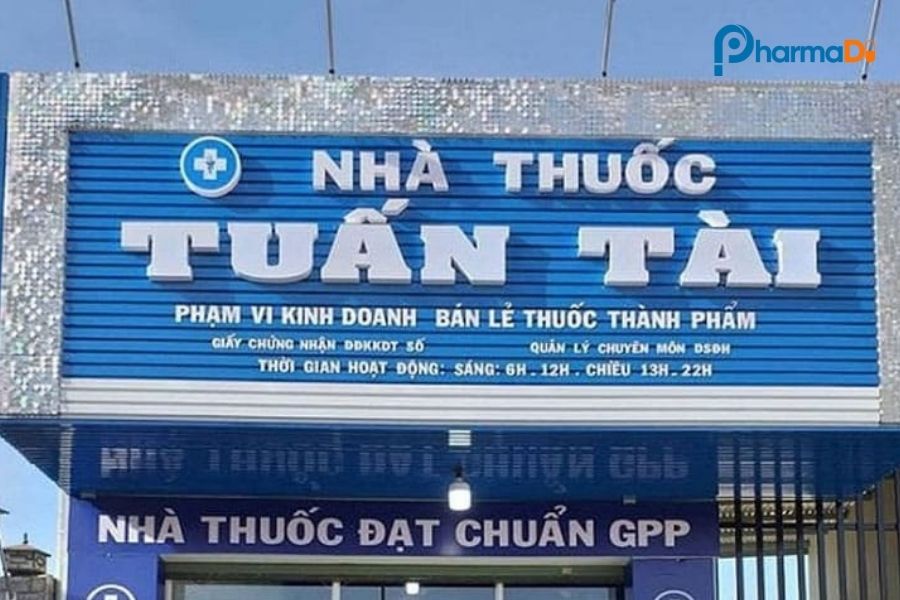 PharmaDi
NHÀ THUỐC
TUẤN TÀI
PHẠM VI KINH DOANH BÁN LẺ THUỐC THÀNH PHẨM
GIẤY CHỨNG NHẬN ĐĐKKDT SỐ QUẢN LÝ CHUYÊN MÔN DSĐH
THỜI GIAN HOẠT ĐỘNG: SÁNG: 6H - 12H . CHIỀU 13H - 22H
NHÀ THUỐC ĐẠT CHUẨN GPP